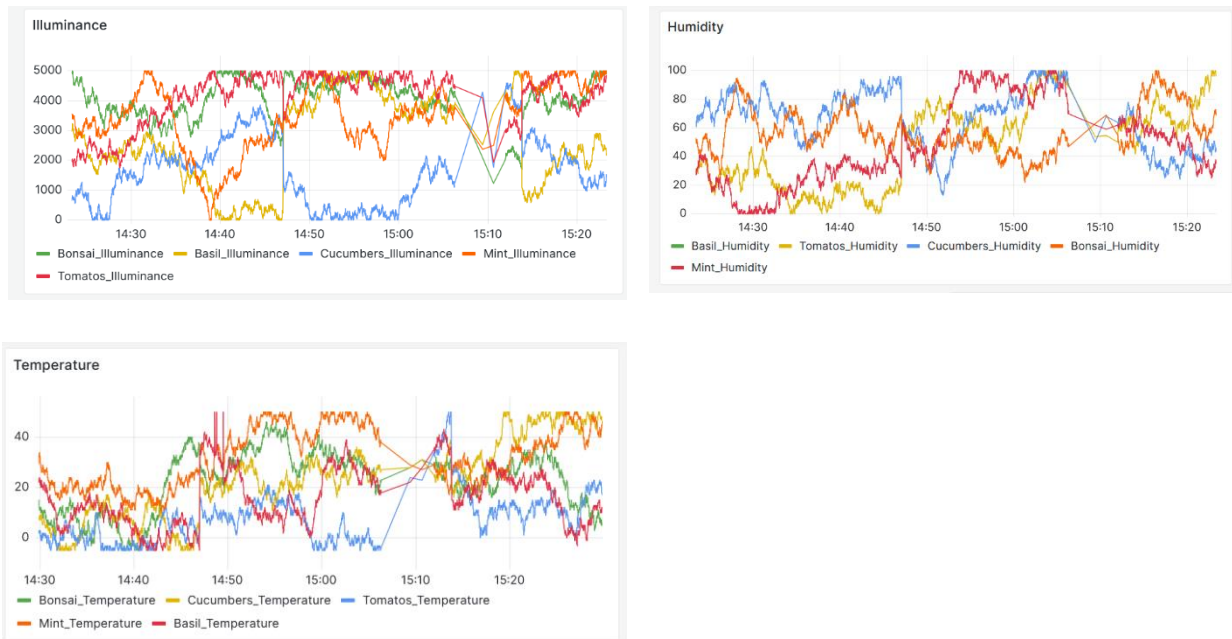 Illuminance
5000
4000
3000
2000
1000
0
14:30 14:40 14:50 15:00 15:10 15:20
Bonsai_Illuminance Basil_Illuminance Cucumbers_Illuminance Mint_Illuminance
Tomatos_Illuminance
Humidity
100
80
60
40
20
0
14:30 14:40 14:50 15:00 15:10 15:20
Basil_Humidity Tomatos_Humidity Cucumbers_Humidity Bonsai_Humidity
Mint_Humidity
Temperature
40
20
0
14:30 14:40 14:50 15:00 15:10 15:20
Bonsai_Temperature Cucumbers_Temperature Tomatos_Temperature
Mint_Temperature Basil_Temperature